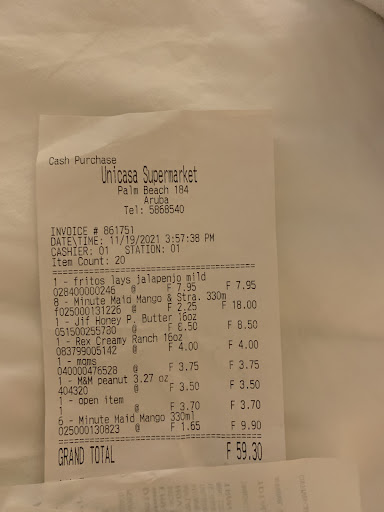 Cash Purchase
Unicasa Supermarket
Palm Beach 184
Aruba
Tel: 5868540
INVOICE # 861751
DATE\TIME: 11/19/2021 3:57:38 PM
CASHIER: 01 STATION: 01
Item Count: 20
1 - fritos lays jalapenjo mild
028400000246 @ F 7.95 F 7.95
8 - Minute Maid Mango & Stra. 330m
f025000131226 @ F 2.25 F 18.00
1 - Jif Honey P. Butter 16oz
051500255730 @ F 8.50 F 8.50
1 - Rex Creamy Ranch 16oz
083799005142 @ F 4.00 F 4.00
1 - mqms
040000476528 @ F 3.75 F 3.75
1 - M&M peanut 3.27 oz
404320 @ F 3.50 F 3.50
1 - open item
1 @ F 3.70 F 3.70
6 - Minute Maid Mango 330ml
025000130823 @ F 1.65 F 9.90
GRAND TOTAL F 59.30